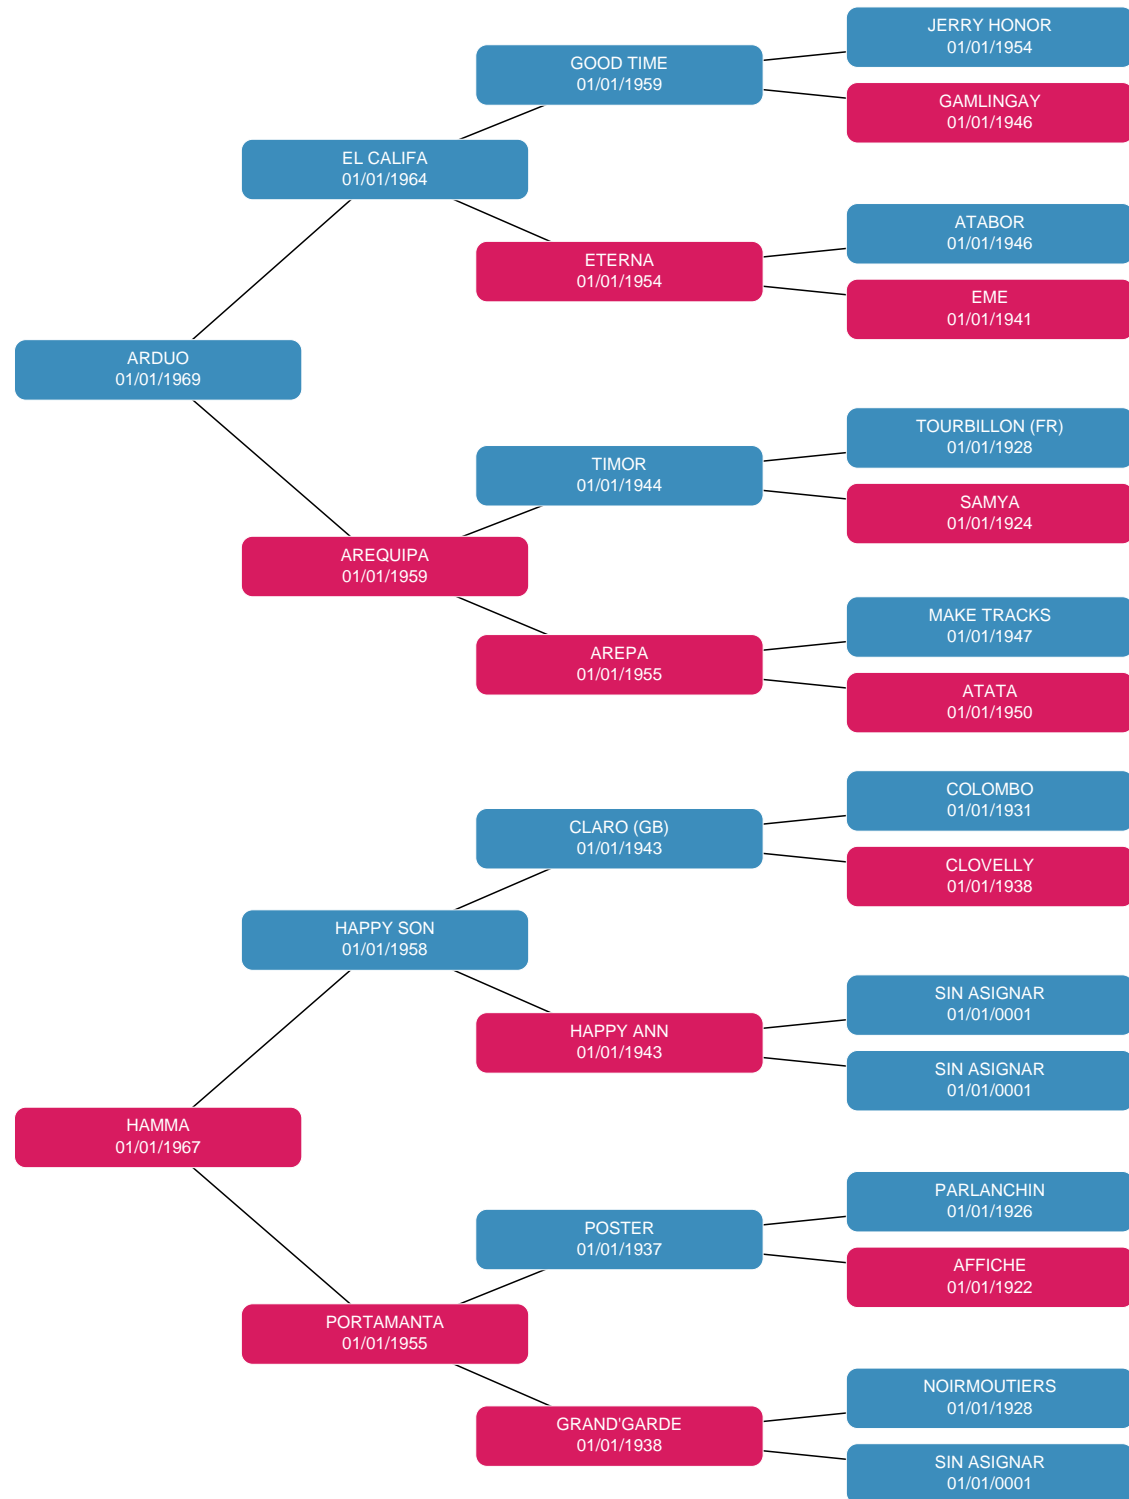 JERRY HONOR
01/01/1954
GOOD TIME
01/01/1959
GAMLINGAY
01/01/1946
EL CALIFA
01/01/1964
ATABOR
01/01/1946
ETERNA
01/01/1954
EME
01/01/1941
ARDUO
01/01/1969
TOURBILLON (FR)
01/01/1928
TIMOR
01/01/1944
SAMYA
01/01/1924
AREQUIPA
01/01/1959
MAKE TRACKS
01/01/1947
AREPA
01/01/1955
ATATA
01/01/1950
COLOMBO
01/01/1931
CLARO (GB)
01/01/1943
CLOVELLY
01/01/1938
HAPPY SON
01/01/1958
SIN ASIGNAR
01/01/0001
HAPPY ANN
01/01/1943
SIN ASIGNAR
01/01/0001
HAMMA
01/01/1967
PARLANCHIN
01/01/1926
POSTER
01/01/1937
AFFICHE
01/01/1922
PORTAMANTA
01/01/1955
NOIRMOUTIERS
01/01/1928
GRAND'GARDE
01/01/1938
SIN ASIGNAR
01/01/0001